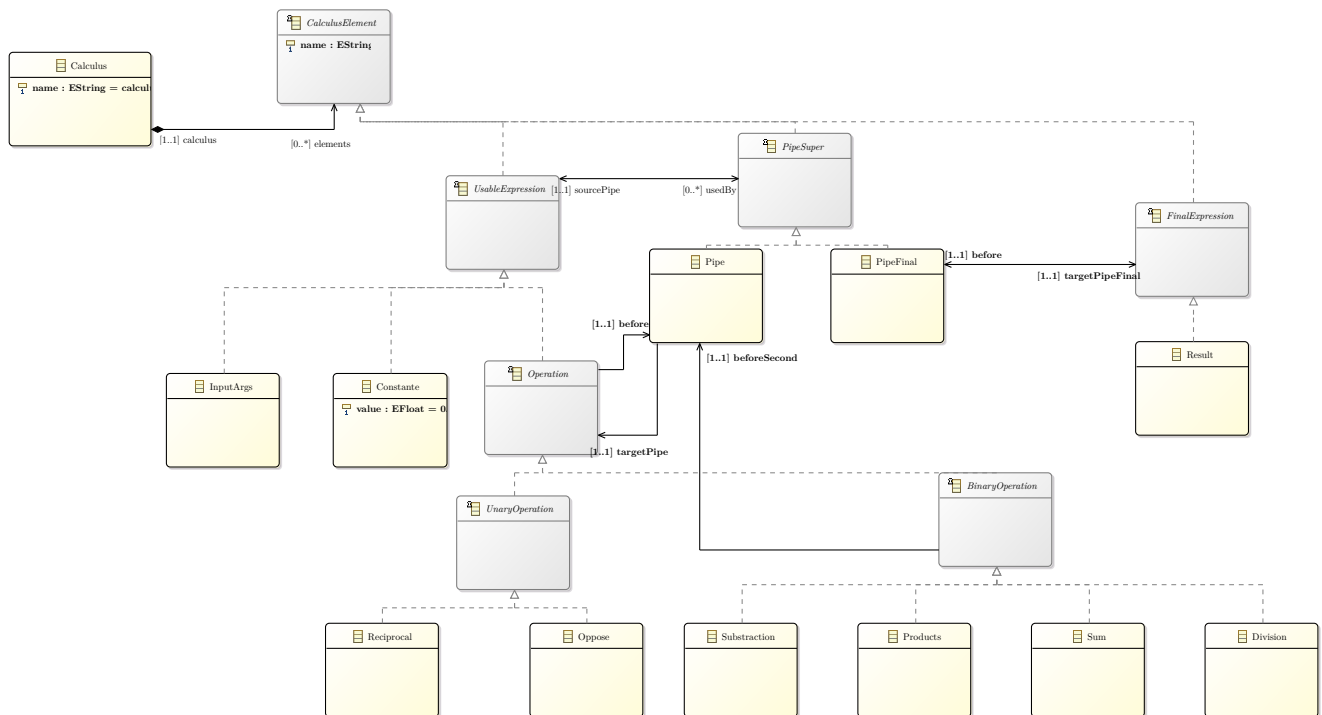 CalculusElement
name : EString
Calculus
name : EString = calcul
[1..1] calculus
[0..*] elements
PipeSuper
UsableExpression
[1..1] sourcePipe
[0..*] usedBy
FinalExpression
Pipe
PipeFinal
[1..1] before
[1..1] targetPipeFinal
[1..1] before
[1..1] beforeSecond
Result
Operation
InputArgs
Constante
value : EFloat = 0
[1..1] targetPipe
BinaryOperation
UnaryOperation
Reciprocal
Oppose
Substraction
Products
Sum
Division